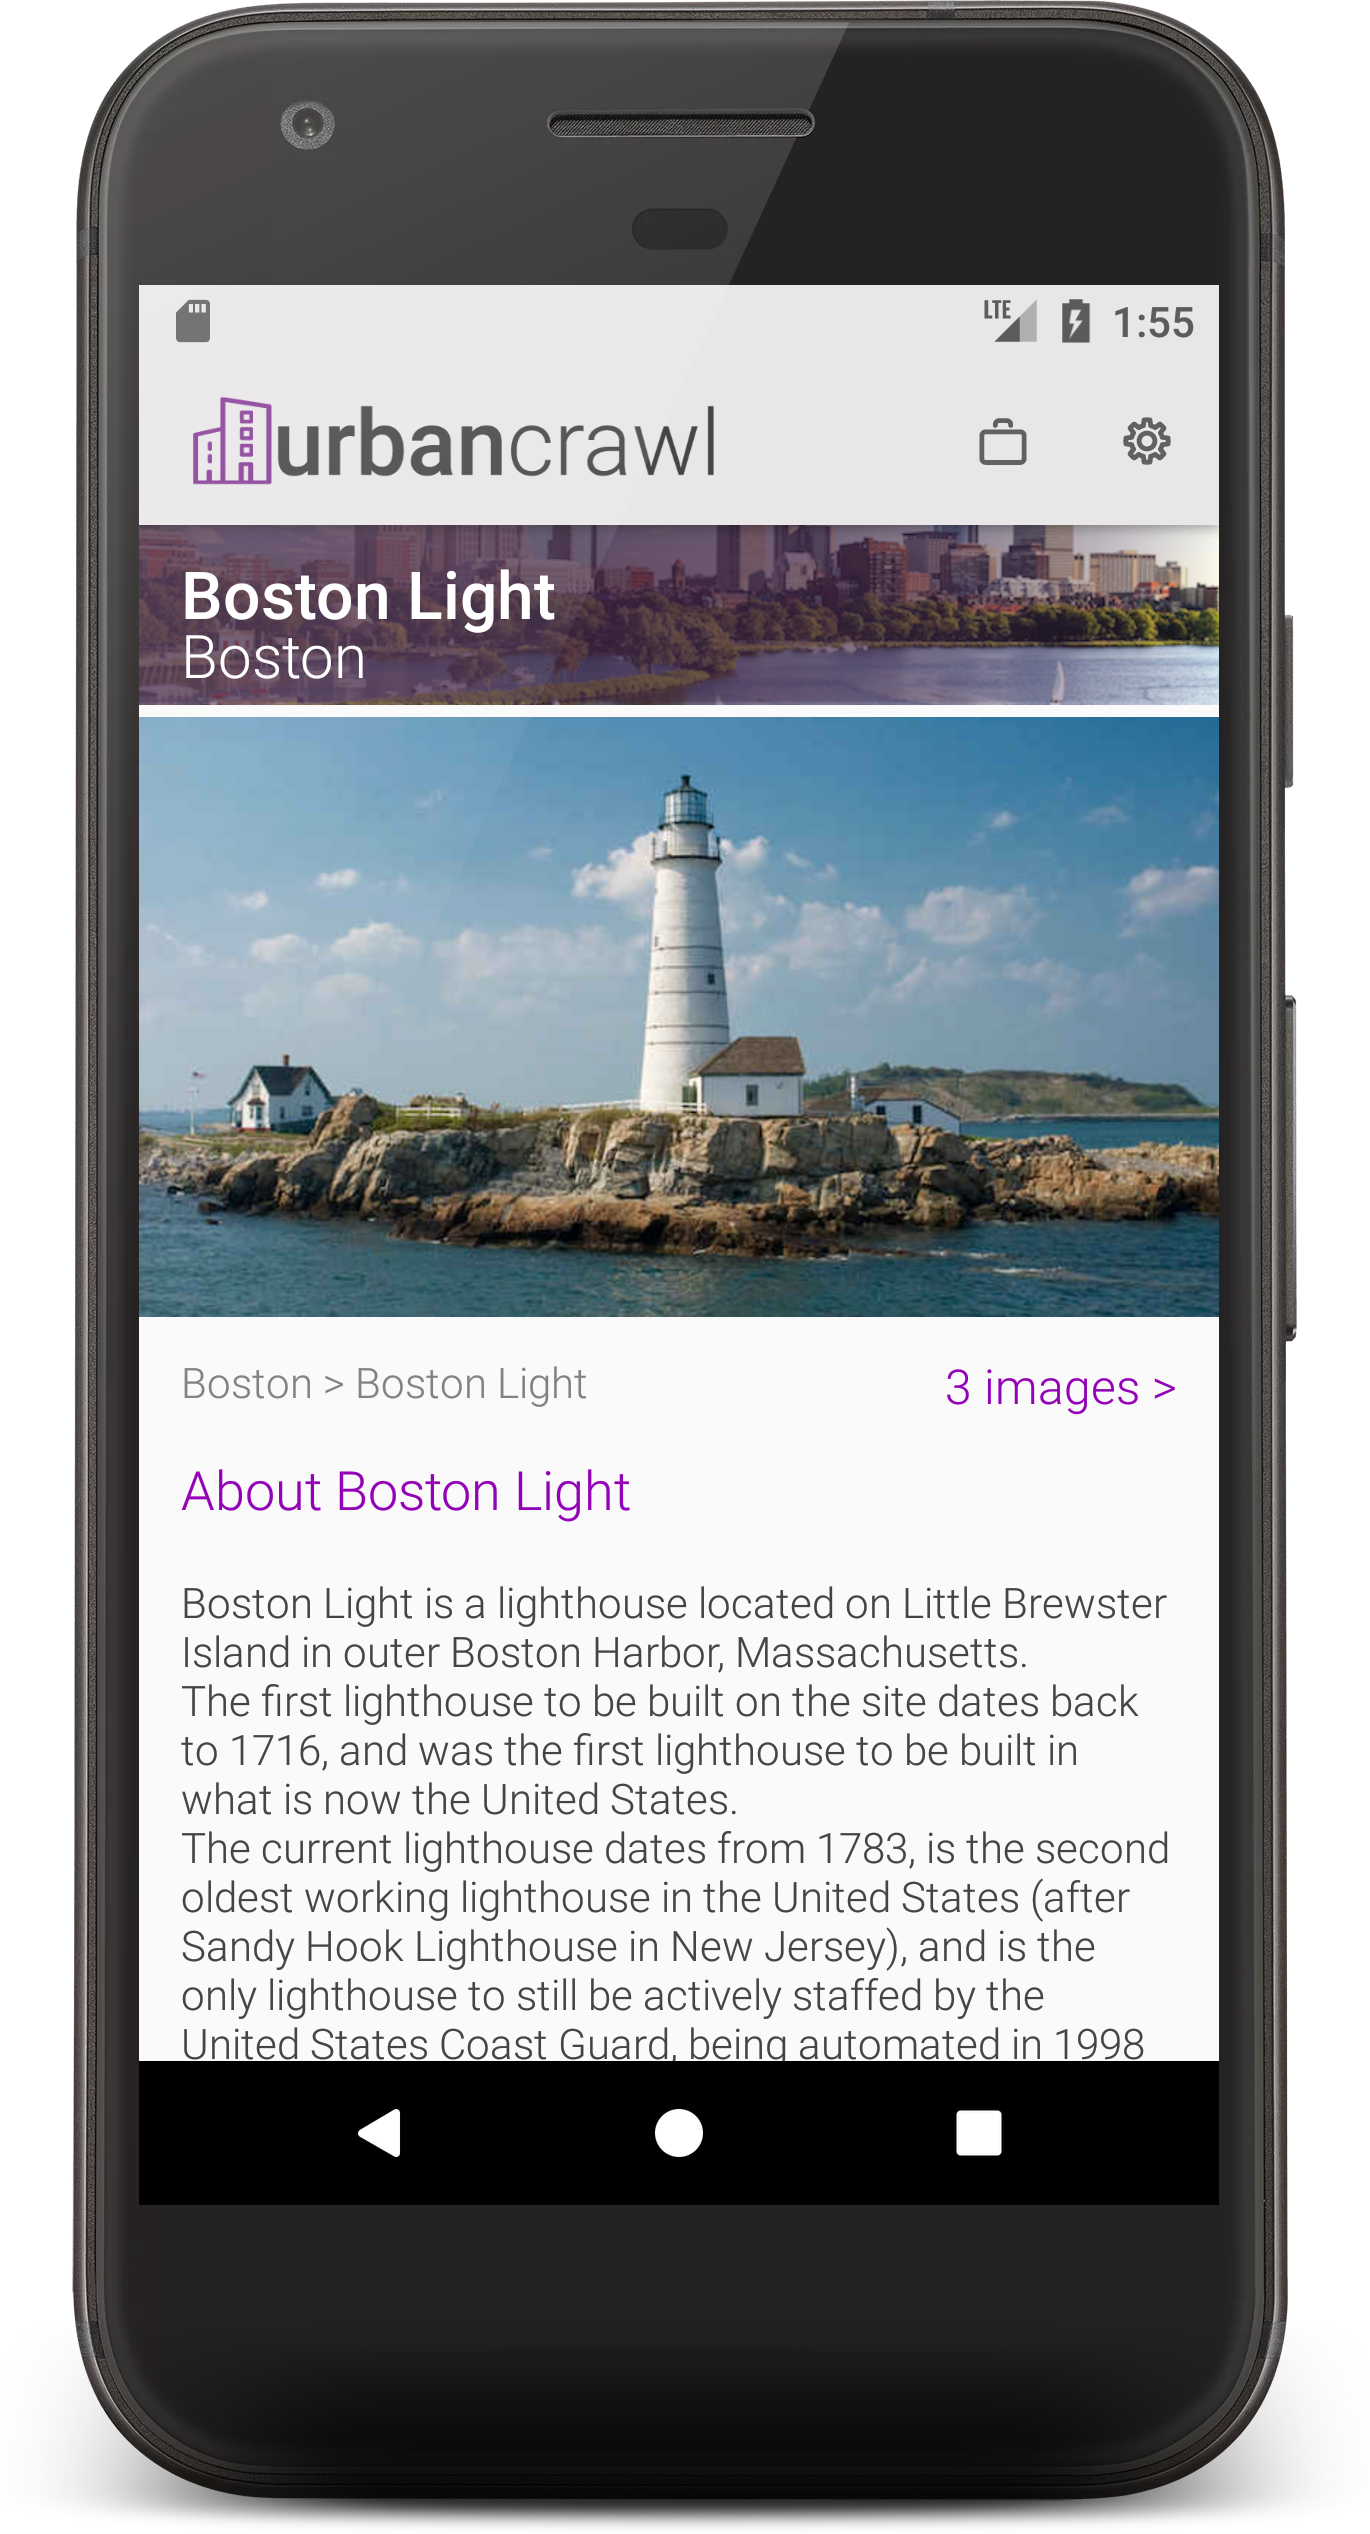 LTE 1:55
urbancrawl
Boston Light
Boston
Boston > Boston Light
3 images >
About Boston Light
Boston Light is a lighthouse located on Little Brewster
Island in outer Boston Harbor, Massachusetts.
The first lighthouse to be built on the site dates back
to 1716, and was the first lighthouse to be built in
what is now the United States.
The current lighthouse dates from 1783, is the second
oldest working lighthouse in the United States (after
Sandy Hook Lighthouse in New Jersey), and is the
only lighthouse to still be actively staffed by the
United States Coast Guard, being automated in 1998